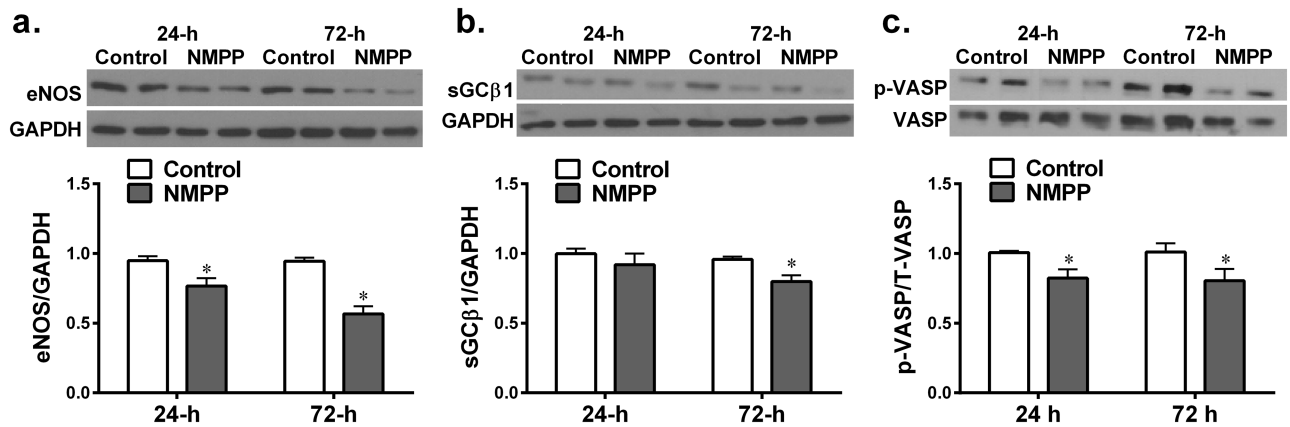 a.
24-h 72-h
Control NMPP Control NMPP
eNOS
GAPDH
Control
NMPP
eNOS/GAPDH
1.5
1.0
0.5
0.0
* *
24-h 72-h
b.
24-h 72-h
Control NMPP Control NMPP
sGCβ1
GAPDH
Control
NMPP
sGCβ1/GAPDH
1.5
1.0
0.5
0.0
*
24-h 72-h
c.
24-h 72-h
Control NMPP Control NMPP
p-VASP
VASP
Control
NMPP
p-VASP/T-VASP
1.5
1.0
0.5
0.0
* *
24 h 72 h